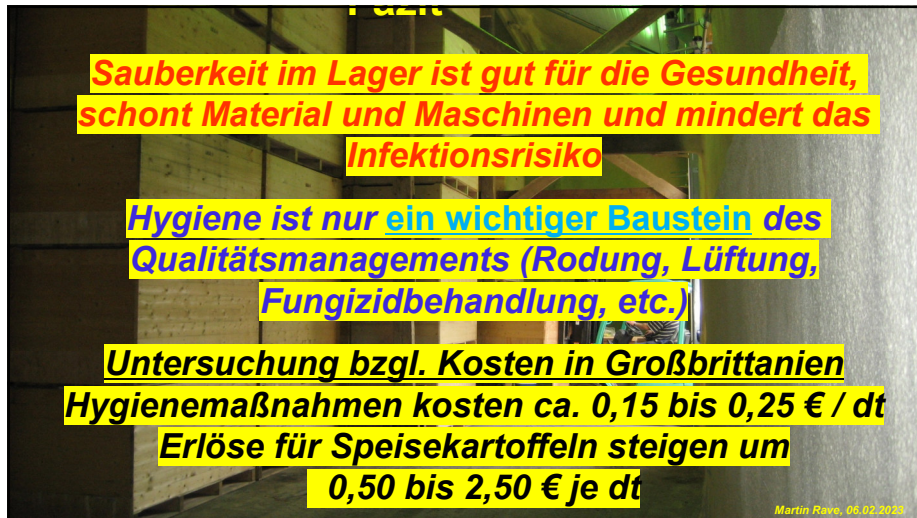 Fazit
Sauberkeit im Lager ist gut für die Gesundheit,
schont Material und Maschinen und mindert das
Infektionsrisiko
Hygiene ist nur ein wichtiger Baustein des
Qualitätsmanagements (Rodung, Lüftung,
Fungizidbehandlung, etc.)
Untersuchung bzgl. Kosten in Großbrittanien
Hygienemaßnahmen kosten ca. 0,15 bis 0,25 € / dt
Erlöse für Speisekartoffeln steigen um
0,50 bis 2,50 € je dt
Martin Rave, 06.02.2023